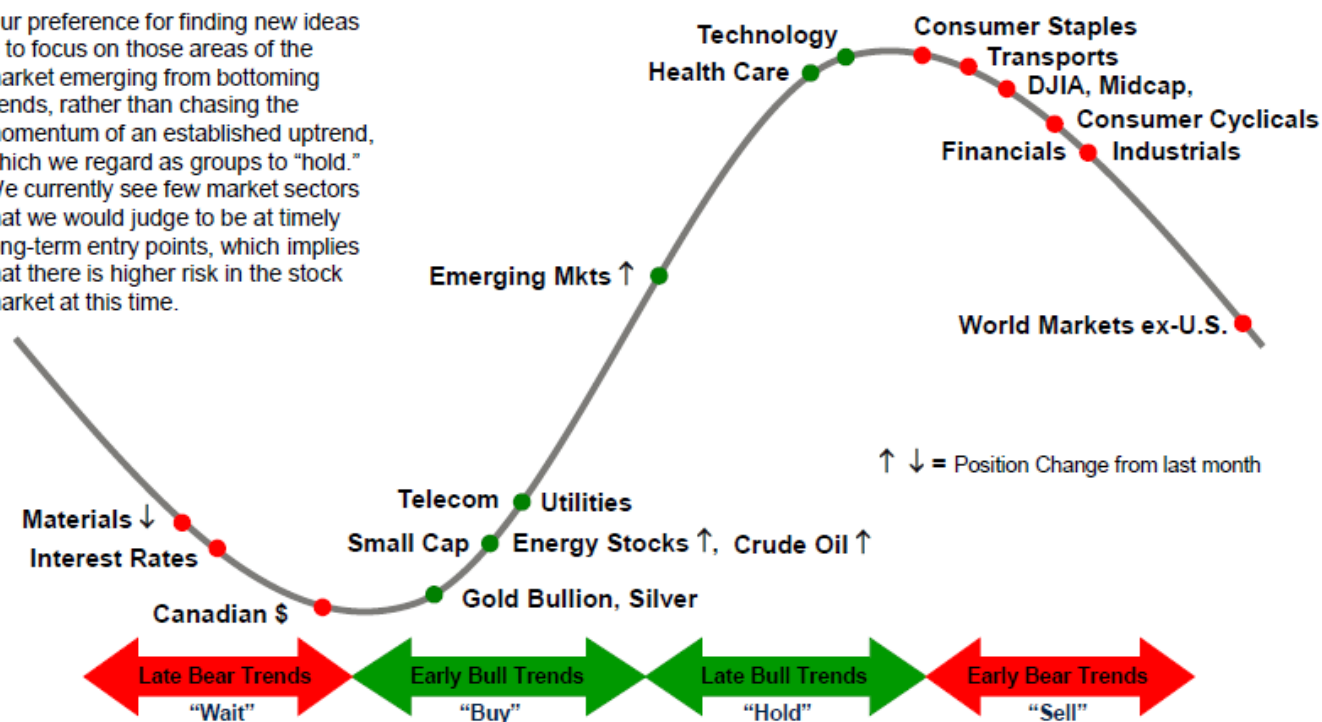 ur preference for finding new ideas
to focus on those areas of the
arket emerging from bottoming
ends, rather than chasing the
omentum of an established uptrend,
hich we regard as groups to “hold.”
e currently see few market sectors
at we would judge to be at timely
ng-term entry points, which implies
at there is higher risk in the stock
arket at this time.
Technology
Health Care
Consumer Staples
Transports
DJIA, Midcap,
Consumer Cyclicals
Financials Industrials
Emerging Mkts ↑
World Markets ex-U.S.
↑ ↓ = Position Change from last month
Materials ↓
Interest Rates
Canadian $
Telecom Utilities
Small Cap Energy Stocks ↑, Crude Oil ↑
Gold Bullion, Silver
Late Bear Trends Early Bull Trends Late Bull Trends Early Bear Trends
“Wait” “Buy” “Hold” “Sell”